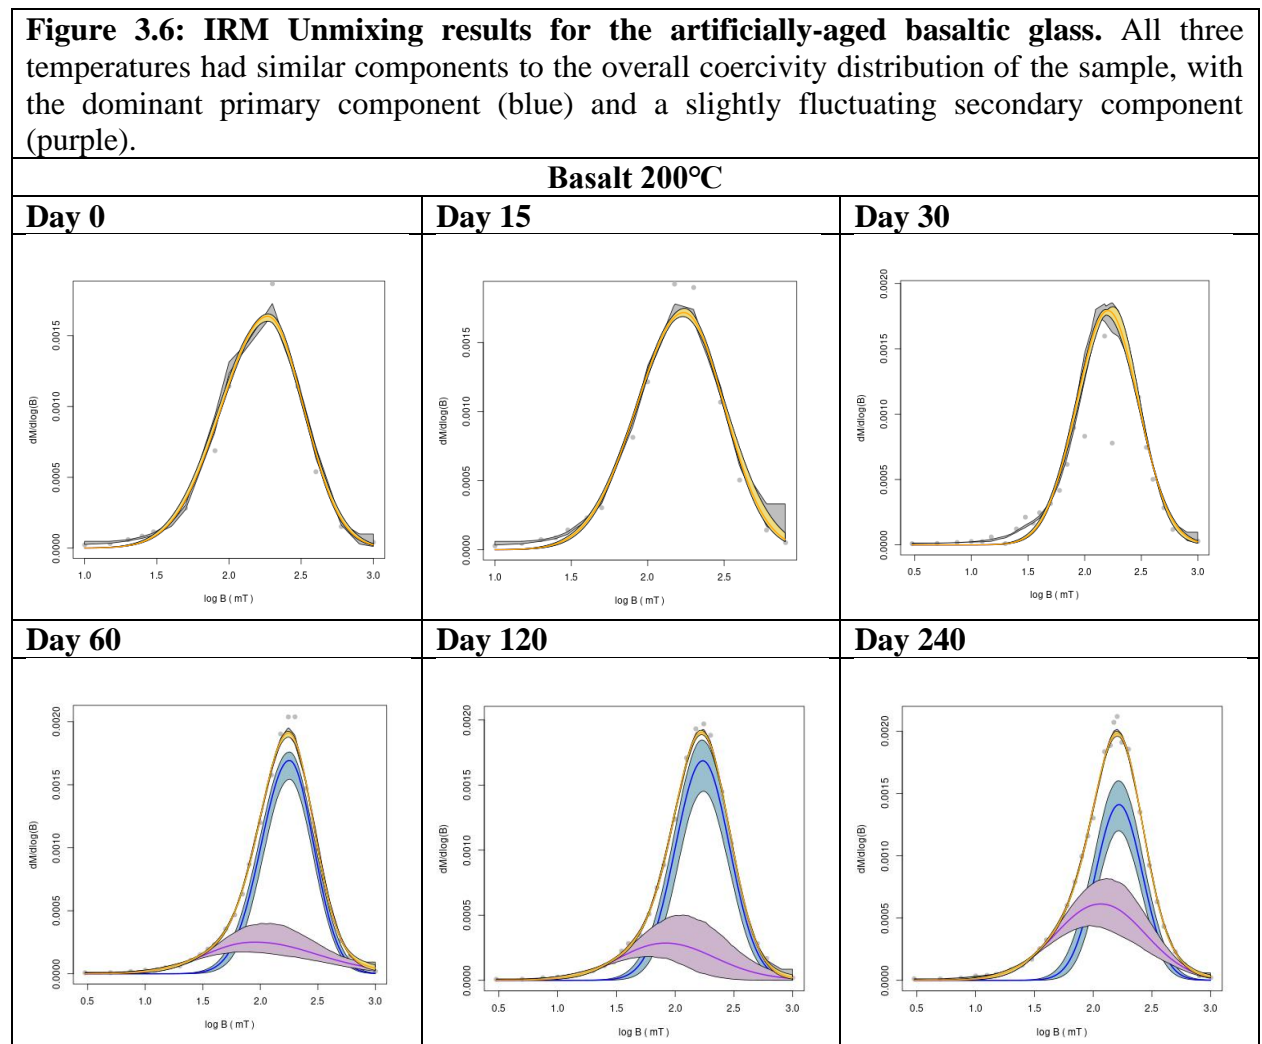 Figure 3.6: IRM Unmixing results for the artificially-aged basaltic glass. All three
temperatures had similar components to the overall coercivity distribution of the sample, with
the dominant primary component (blue) and a slightly fluctuating secondary component
(purple).
Basalt 200°C
Day 0
Day 15
Day 30
dM/dlog(B)
0.0000 0.0005 0.0010 0.0015
1.0 1.5 2.0 2.5 3.0
log B ( mT )
dM/dlog(B)
0.0000 0.0005 0.0010 0.0015
1.0 1.5 2.0 2.5
log B ( mT )
dM/dlog(B)
0.0000 0.0005 0.0010 0.0015 0.0020
0.5 1.0 1.5 2.0 2.5 3.0
log B ( mT )
Day 60
Day 120
Day 240
dM/dlog(B)
0.0000 0.0005 0.0010 0.0015 0.0020
0.5 1.0 1.5 2.0 2.5 3.0
log B ( mT )
dM/dlog(B)
0.0000 0.0005 0.0010 0.0015 0.0020
0.5 1.0 1.5 2.0 2.5 3.0
log B ( mT )
dM/dlog(B)
0.0000 0.0005 0.0010 0.0015 0.0020
0.5 1.0 1.5 2.0 2.5 3.0
log B ( mT )